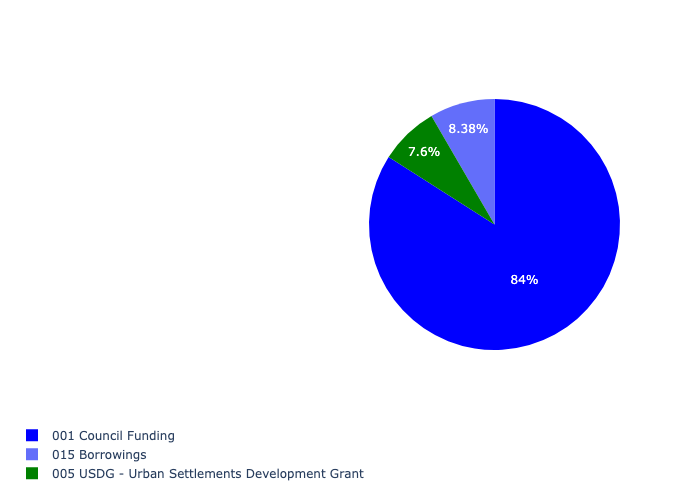 8.38%
7.6%
84%
001 Council Funding
015 Borrowings
005 USDG - Urban Settlements Development Grant